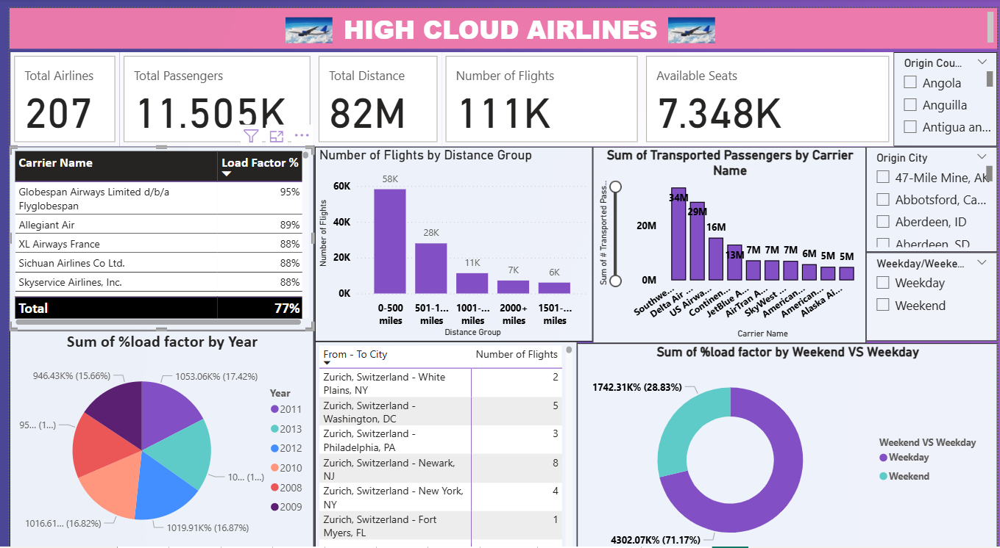 HIGH CLOUD AIRLINES
Total Airlines
207
Total Passengers
11.505K
Total Distance
82M
Number of Flights
111K
Available Seats
7.348K
Origin Cou...
Angola
Anguilla
Antigua an...
Carrier Name
Load Factor %
Globespan Airways Limited d/b/a
Flyglobespan
95%
Allegiant Air
89%
XL Airways France
88%
Sichuan Airlines Co Ltd.
88%
Skyservice Airlines, Inc.
88%
Total
77%
Number of Flights by Distance Group
Number of Flights
60K
40K
20K
0K
58K
28K
11K
7K
6K
0-500
miles
501-1...
miles
1001-...
miles
2000+
miles
1501-...
miles
Distance Group
Sum of Transported Passengers by Carrier
Name
Sum of # Transported Pass...
20M
0M
34M
29M
16M
13M
7M
7M
7M
6M
5M
5M
Southwe...
Delta Air ...
US Airwa...
Continen...
JetBlue A...
AirTran A...
SkyWest ...
American...
American...
Alaska Ai...
Carrier Name
Origin City
47-Mile Mine, AK
Abbotsford, Ca...
Aberdeen, ID
Aberdeen, SD
Weekday/Weeke...
Weekday
Weekend
Sum of %load factor by Year
946.43K% (15.66%)
1053.06K% (17.42%)
95... (1...)
10... (1...)
1016.61... (16.82%)
1019.91K% (16.87%)
Year
2011
2013
2012
2010
2008
2009
From - To City
Number of Flights
Zurich, Switzerland - White
Plains, NY
2
Zurich, Switzerland -
Washington, DC
5
Zurich, Switzerland -
Philadelphia, PA
3
Zurich, Switzerland - Newark,
NJ
8
Zurich, Switzerland - New York,
NY
4
Zurich, Switzerland - Fort
Myers, FL
1
Sum of %load factor by Weekend VS Weekday
1742.31K% (28.83%)
4302.07K% (71.17%)
Weekend VS Weekday
Weekday
Weekend